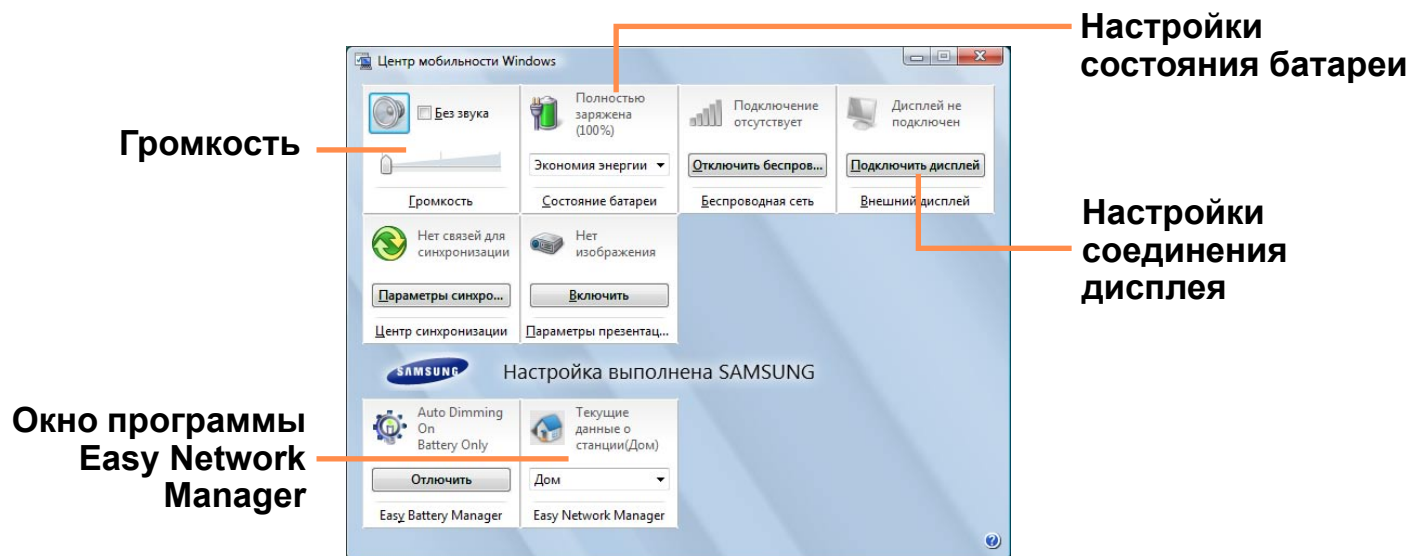 Настройки
состояния батареи
Центр мобильности Windows
Громкость
Без звука
Громкость
Полностью
заряжена
(100%)
Экономия энергии
Состояние батареи
Подключение
отсутствует
Отключить беспров...
Беспроводная сеть
Дисплей не
подключен
Подключить дисплей
Внешний дисплей
Настройки
соединения
дисплея
Нет связей для
синхронизации
Параметры синхро...
Центр синхронизации
Нет
изображения
Включить
Параметры презентац...
SAMSUNG
Настройка выполнена SAMSUNG
Окно программы
Easy Network
Manager
Auto Dimming
On
Battery Only
Отлючить
Easy Battery Manager
Текущие
данные о
станции(Дом)
Дом
Easy Network Manager